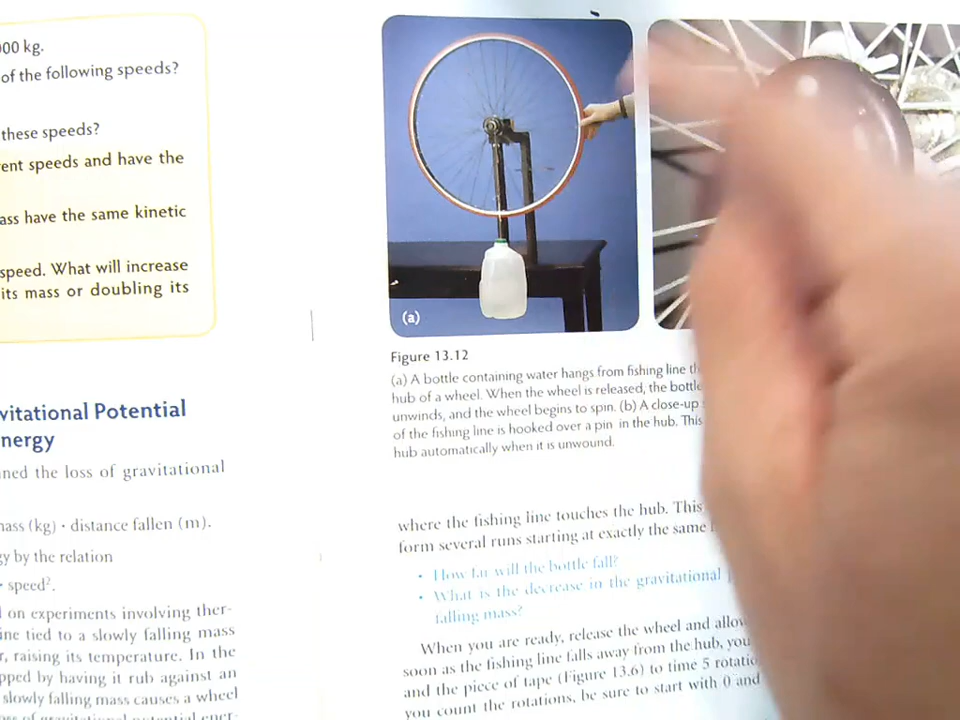 000 kg.
of the following speeds?
these speeds?
ent speeds and have the
ass have the same kinetic
speed. What will increase
its mass or doubling its
vitational Potential
nergy
ned the loss of gravitational
mass (kg) · distance fallen (m).
gy by the relation
· speed².
on experiments involving ther-
ine tied to a slowly falling mass
r, raising its temperature. In the
pped by having it rub against an
slowly falling mass causes a wheel
(a)
Figure 13.12
(a) A bottle containing water hangs from fishing line
hub of a wheel. When the wheel is released, the bottle
unwinds, and the wheel begins to spin. (b) A close-up
of the fishing line is hooked over a pin in the hub. This
hub automatically when it is unwound.
where the fishing line touches the hub. This
form several runs starting at exactly the same
• How far will the bottle fall?
• What is the decrease in the gravitational
falling mass?
When you are ready, release the wheel and allow
soon as the fishing line falls away from the hub, you
and the piece of tape (Figure 13.6) to time 5 rotatio
you count the rotations, be sure to start with 0 and